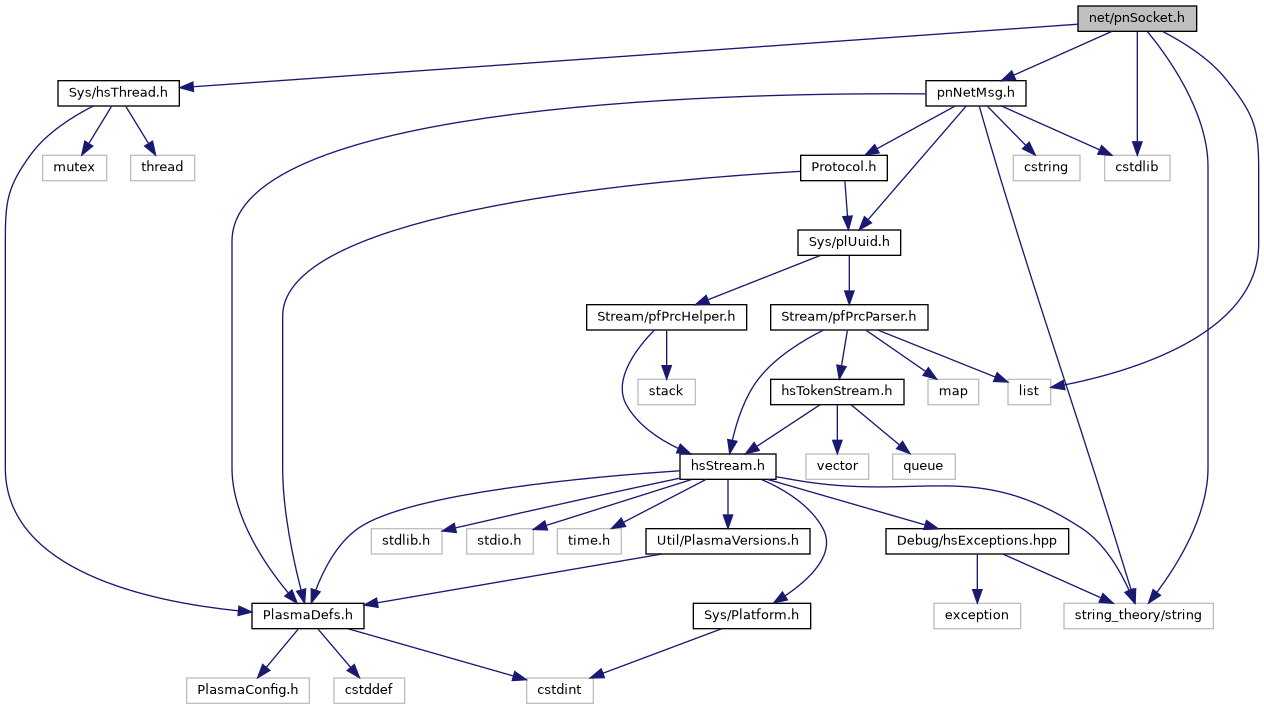 net/pnSocket.h
Sys/hsThread.h
pnNetMsg.h
mutex
thread
Protocol.h
cstring
cstdlib
Sys/plUuid.h
Stream/pfPrcHelper.h
Stream/pfPrcParser.h
stack
hsTokenStream.h
map
list
hsStream.h
vector
queue
stdlib.h
stdio.h
time.h
Util/PlasmaVersions.h
Debug/hsExceptions.hpp
PlasmaDefs.h
Sys/Platform.h
exception
string_theory/string
PlasmaConfig.h
cstddef
cstdint